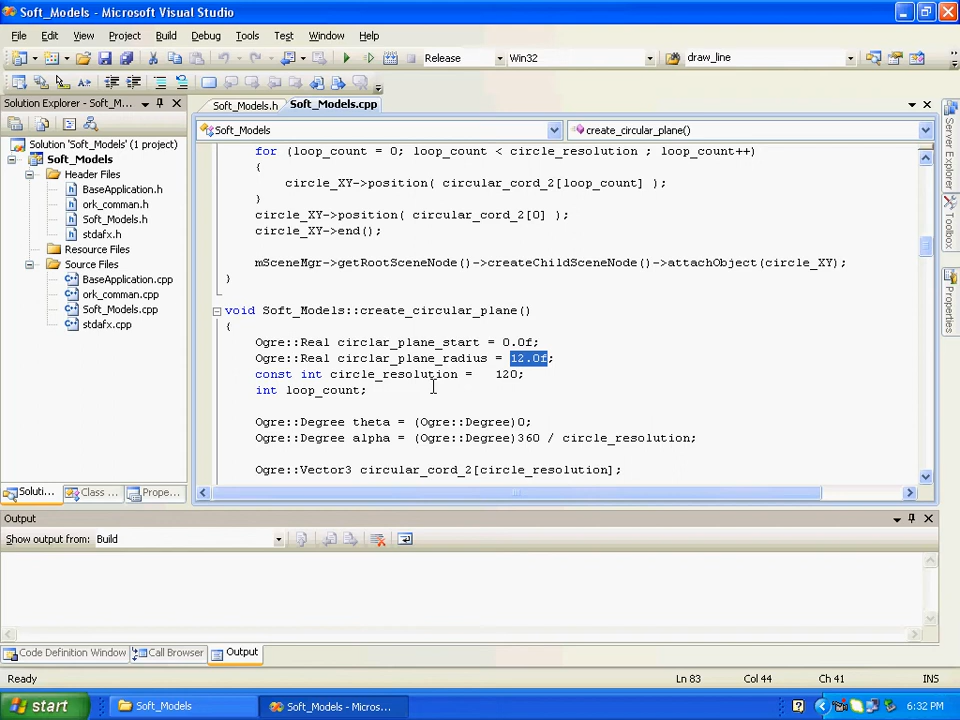 Soft_Models - Microsoft Visual Studio
File Edit View Project Build Debug Tools Test Window Help
Release Win32 draw_line
Solution Explorer - Soft_M...
Soft_Models.h Soft_Models.cpp
Soft_Models create_circular_plane()
Solution 'Soft_Models' (1 project)
Soft_Models
Header Files
BaseApplication.h
ork_comman.h
Soft_Models.h
stdafx.h
Resource Files
Source Files
BaseApplication.cpp
ork_comman.cpp
Soft_Models.cpp
stdafx.cpp
Soluti... Class ... Prope...
for (loop_count = 0; loop_count < circle_resolution ; loop_count++)
{
circle_XY->position( circular_cord_2[loop_count] );
}
circle_XY->position( circular_cord_2[0] );
circle_XY->end();
mSceneMgr->getRootSceneNode()->createChildSceneNode()->attachObject(circle_XY);
}
void Soft_Models::create_circular_plane()
{
Ogre::Real circular_plane_start = 0.0f;
Ogre::Real circlar_plane_radius = 12.0f;
const int circle_resolution = 120;
int loop_count;
Ogre::Degree theta = (Ogre::Degree)0;
Ogre::Degree alpha = (Ogre::Degree)360 / circle_resolution;
Ogre::Vector3 circular_cord_2[circle_resolution];
Server Explorer
Toolbox
Properties
Output
Show output from: Build
Code Definition Window Call Browser Output
Ready Ln 83 Col 44 Ch 41 INS
start Soft_Models Soft_Models - Micros... 6:32 PM